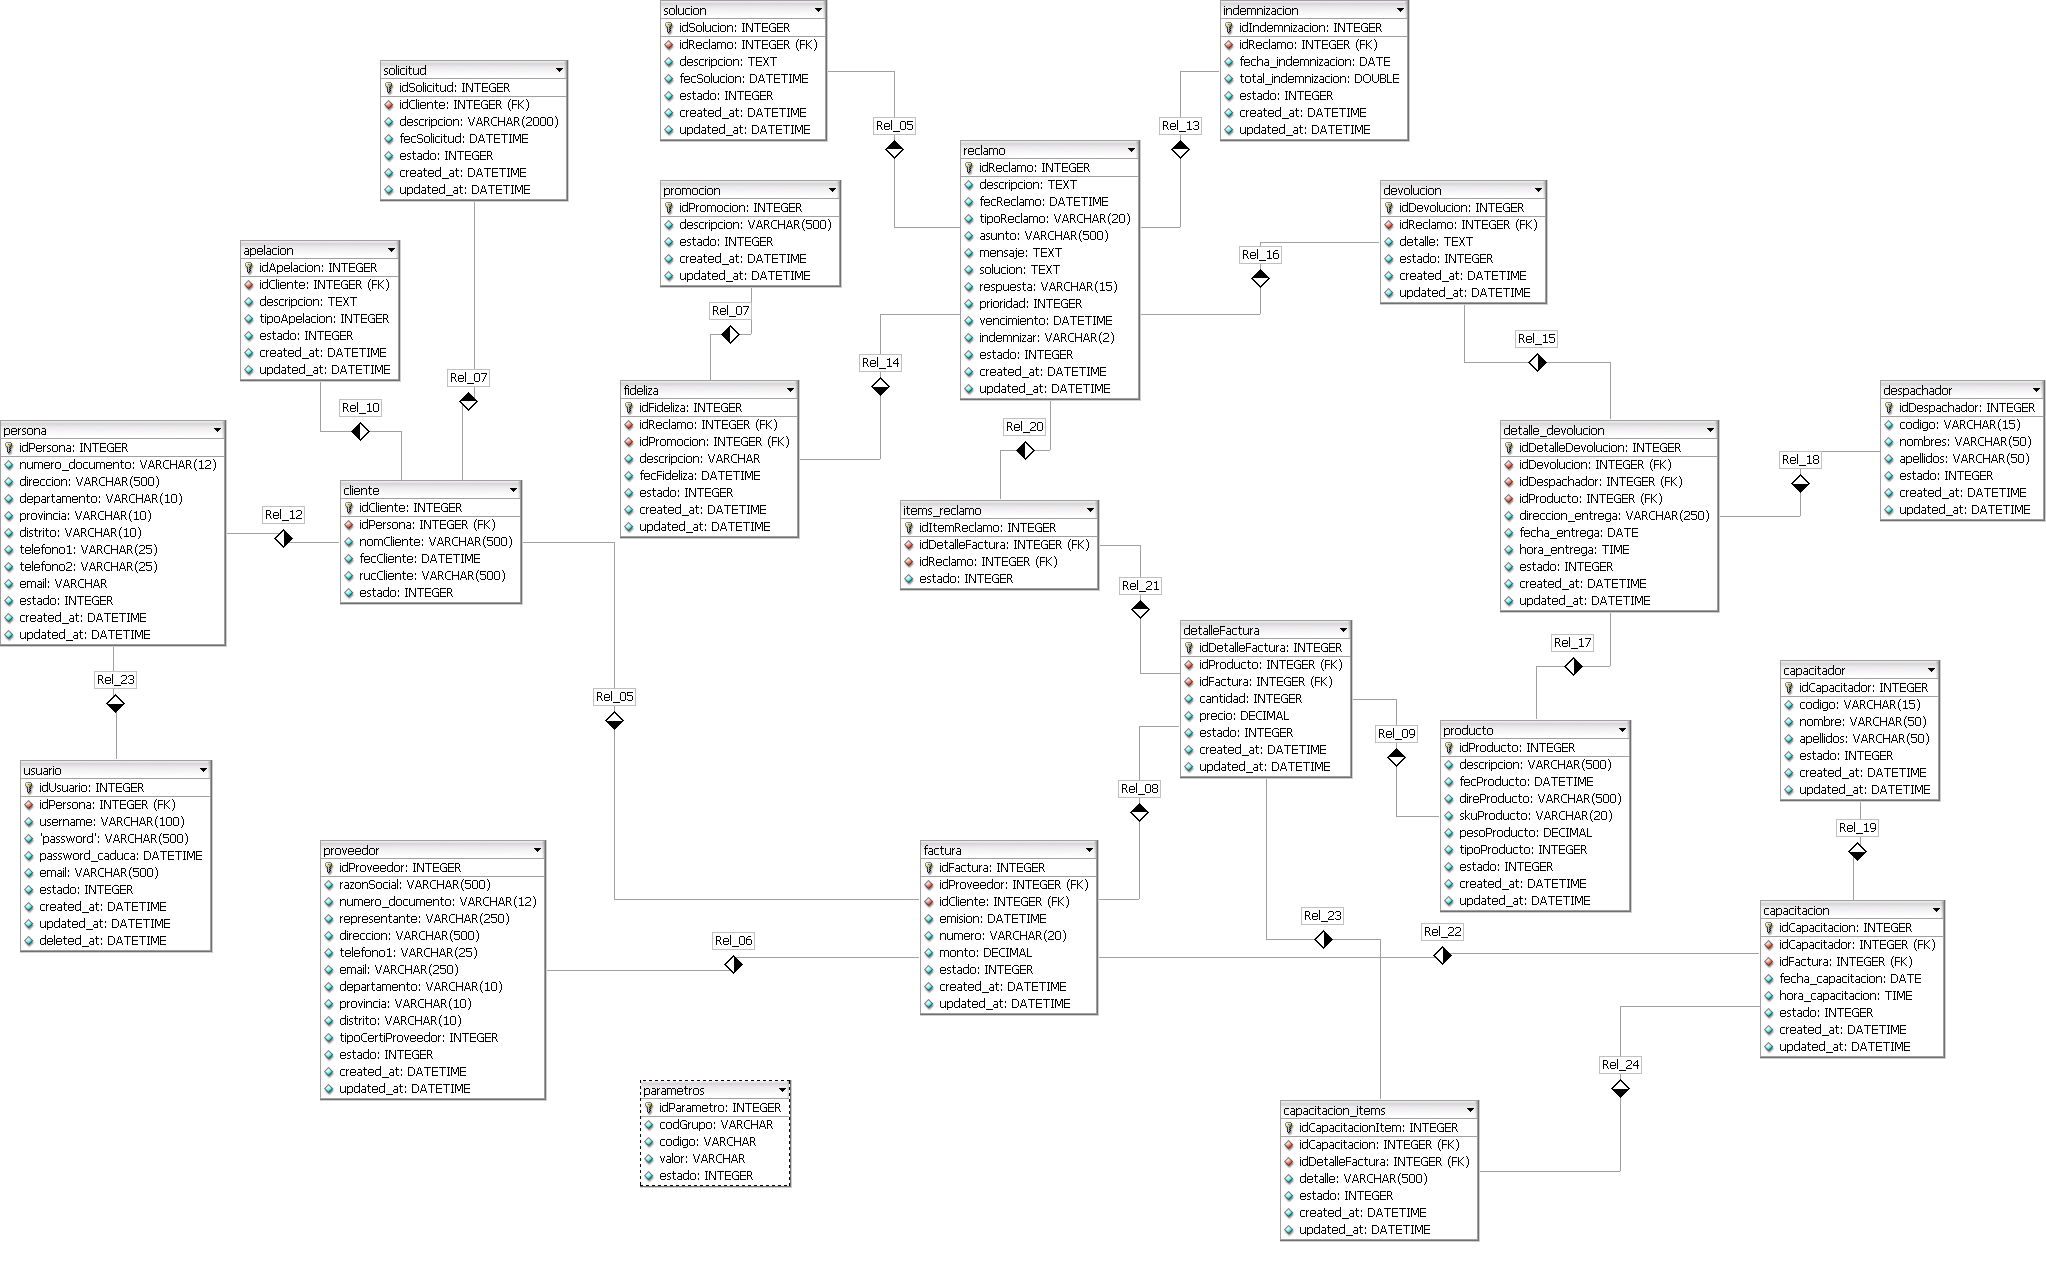 solucion
idSolucion: INTEGER
idReclamo: INTEGER (FK)
descripcion: TEXT
fecSolucion: DATETIME
estado: INTEGER
created_at: DATETIME
updated_at: DATETIME
indemnizacion
idIndemnizacion: INTEGER
idReclamo: INTEGER (FK)
fecha_indemnizacion: DATE
total_indemnizacion: DOUBLE
estado: INTEGER
created_at: DATETIME
updated_at: DATETIME
solicitud
idSolicitud: INTEGER
idCliente: INTEGER (FK)
descripcion: VARCHAR(2000)
fecSolicitud: DATETIME
estado: INTEGER
created_at: DATETIME
updated_at: DATETIME
Rel_05
Rel_13
reclamo
idReclamo: INTEGER
descripcion: TEXT
fecReclamo: DATETIME
tipoReclamo: VARCHAR(20)
asunto: VARCHAR(500)
mensaje: TEXT
solucion: TEXT
respuesta: VARCHAR(15)
prioridad: INTEGER
vencimiento: DATETIME
indemnizar: VARCHAR(2)
estado: INTEGER
created_at: DATETIME
updated_at: DATETIME
promocion
idPromocion: INTEGER
descripcion: VARCHAR(500)
estado: INTEGER
created_at: DATETIME
updated_at: DATETIME
devolucion
idDevolucion: INTEGER
idReclamo: INTEGER (FK)
detalle: TEXT
estado: INTEGER
created_at: DATETIME
updated_at: DATETIME
apelacion
idApelacion: INTEGER
idCliente: INTEGER (FK)
descripcion: TEXT
tipoApelacion: INTEGER
estado: INTEGER
created_at: DATETIME
updated_at: DATETIME
Rel_16
Rel_07
Rel_15
Rel_14
Rel_07
fideliza
idFideliza: INTEGER
idReclamo: INTEGER (FK)
idPromocion: INTEGER (FK)
descripcion: VARCHAR
fecFideliza: DATETIME
estado: INTEGER
created_at: DATETIME
updated_at: DATETIME
despachador
idDespachador: INTEGER
codigo: VARCHAR(15)
nombres: VARCHAR(50)
apellidos: VARCHAR(50)
estado: INTEGER
created_at: DATETIME
updated_at: DATETIME
Rel_10
Rel_20
persona
idPersona: INTEGER
numero_documento: VARCHAR(12)
direccion: VARCHAR(500)
departamento: VARCHAR(10)
provincia: VARCHAR(10)
distrito: VARCHAR(10)
telefono1: VARCHAR(25)
telefono2: VARCHAR(25)
email: VARCHAR
estado: INTEGER
created_at: DATETIME
updated_at: DATETIME
detalle_devolucion
idDetalleDevolucion: INTEGER
idDevolucion: INTEGER (FK)
idDespachador: INTEGER (FK)
idProducto: INTEGER (FK)
direccion_entrega: VARCHAR(250)
fecha_entrega: DATE
hora_entrega: TIME
estado: INTEGER
created_at: DATETIME
updated_at: DATETIME
Rel_18
cliente
idCliente: INTEGER
idPersona: INTEGER (FK)
nomCliente: VARCHAR(500)
fecCliente: DATETIME
rucCliente: VARCHAR(500)
estado: INTEGER
Rel_12
items_reclamo
idItemReclamo: INTEGER
idDetalleFactura: INTEGER (FK)
idReclamo: INTEGER (FK)
estado: INTEGER
Rel_21
detalleFactura
idDetalleFactura: INTEGER
idProducto: INTEGER (FK)
idFactura: INTEGER (FK)
cantidad: INTEGER
precio: DECIMAL
estado: INTEGER
created_at: DATETIME
updated_at: DATETIME
Rel_17
capacitador
idCapacitador: INTEGER
codigo: VARCHAR(15)
nombre: VARCHAR(50)
apellidos: VARCHAR(50)
estado: INTEGER
created_at: DATETIME
updated_at: DATETIME
Rel_23
Rel_05
producto
idProducto: INTEGER
descripcion: VARCHAR(500)
fecProducto: DATETIME
direProducto: VARCHAR(500)
skuProducto: VARCHAR(20)
pesoProducto: DECIMAL
tipoProducto: INTEGER
estado: INTEGER
created_at: DATETIME
updated_at: DATETIME
Rel_09
usuario
idUsuario: INTEGER
idPersona: INTEGER (FK)
username: VARCHAR(100)
'password': VARCHAR(500)
password_caduca: DATETIME
email: VARCHAR(500)
estado: INTEGER
created_at: DATETIME
updated_at: DATETIME
deleted_at: DATETIME
Rel_08
Rel_19
proveedor
idProveedor: INTEGER
razonSocial: VARCHAR(500)
numero_documento: VARCHAR(12)
representante: VARCHAR(250)
direccion: VARCHAR(500)
telefono1: VARCHAR(25)
email: VARCHAR(250)
departamento: VARCHAR(10)
provincia: VARCHAR(10)
distrito: VARCHAR(10)
tipoCertiProveedor: INTEGER
estado: INTEGER
created_at: DATETIME
updated_at: DATETIME
factura
idFactura: INTEGER
idProveedor: INTEGER (FK)
idCliente: INTEGER (FK)
emision: DATETIME
numero: VARCHAR(20)
monto: DECIMAL
estado: INTEGER
created_at: DATETIME
updated_at: DATETIME
capacitacion
idCapacitacion: INTEGER
idCapacitador: INTEGER (FK)
idFactura: INTEGER (FK)
fecha_capacitacion: DATE
hora_capacitacion: TIME
estado: INTEGER
created_at: DATETIME
updated_at: DATETIME
Rel_23
Rel_22
Rel_06
Rel_24
parametros
idParametro: INTEGER
codGrupo: VARCHAR
codigo: VARCHAR
valor: VARCHAR
estado: INTEGER
capacitacion_items
idCapacitacionItem: INTEGER
idCapacitacion: INTEGER (FK)
idDetalleFactura: INTEGER (FK)
detalle: VARCHAR(500)
estado: INTEGER
created_at: DATETIME
updated_at: DATETIME